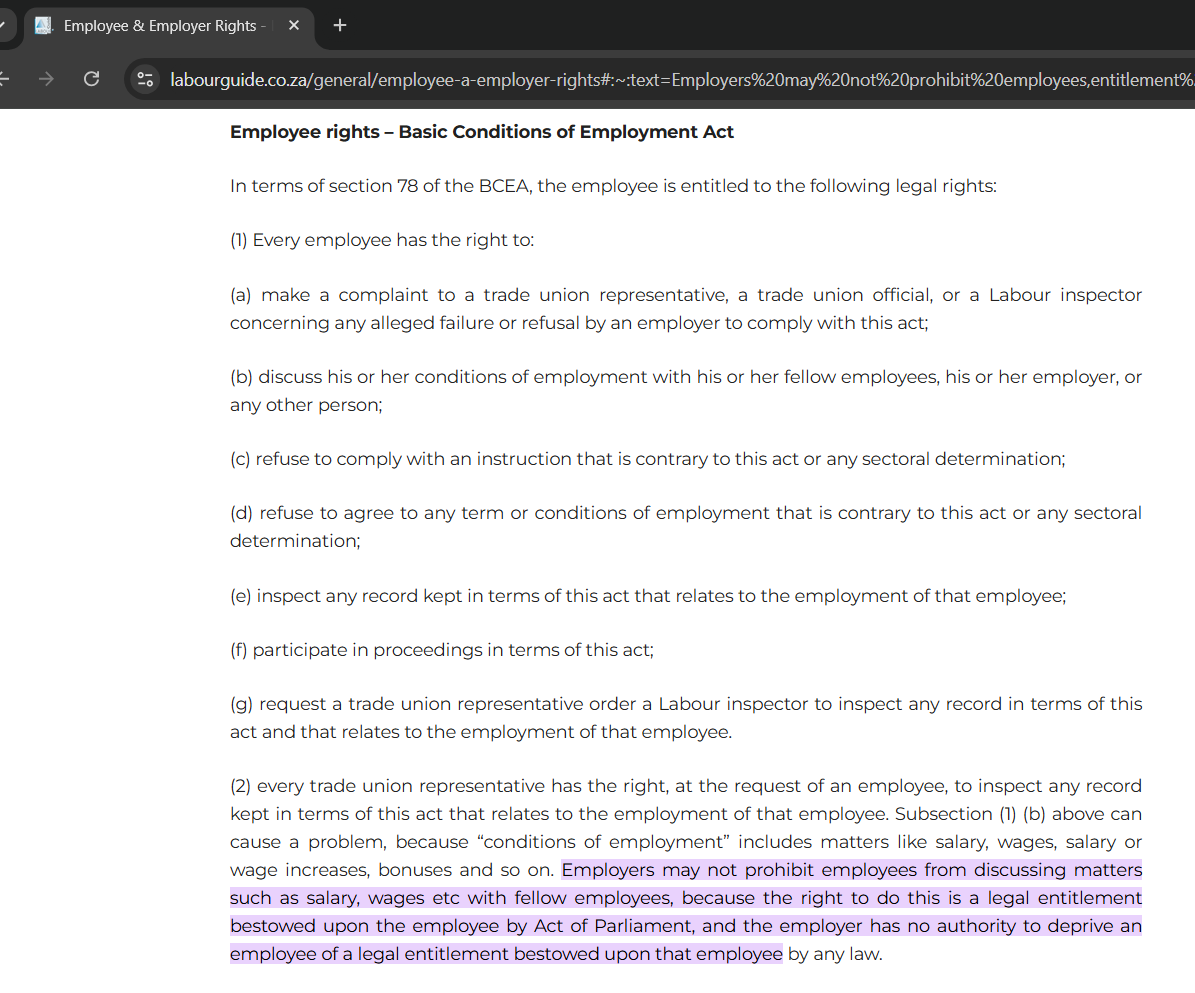 Employee & Employer Rights -
labourguide.co.za/general/employee-a-employer-rights#:~:text=Employers%20may%20not%20prohibit%20employees,entitlement%
Employee rights – Basic Conditions of Employment Act
In terms of section 78 of the BCEA, the employee is entitled to the following legal rights:
(1) Every employee has the right to:
(a) make a complaint to a trade union representative, a trade union official, or a Labour inspector
concerning any alleged failure or refusal by an employer to comply with this act;
(b) discuss his or her conditions of employment with his or her fellow employees, his or her employer, or
any other person;
(c) refuse to comply with an instruction that is contrary to this act or any sectoral determination;
(d) refuse to agree to any term or conditions of employment that is contrary to this act or any sectoral
determination;
(e) inspect any record kept in terms of this act that relates to the employment of that employee;
(f) participate in proceedings in terms of this act;
(g) request a trade union representative order a Labour inspector to inspect any record in terms of this
act and that relates to the employment of that employee.
(2) every trade union representative has the right, at the request of an employee, to inspect any record
kept in terms of this act that relates to the employment of that employee. Subsection (1) (b) above can
cause a problem, because “conditions of employment” includes matters like salary, wages, salary or
wage increases, bonuses and so on. Employers may not prohibit employees from discussing matters
such as salary, wages etc with fellow employees, because the right to do this is a legal entitlement
bestowed upon the employee by Act of Parliament, and the employer has no authority to deprive an
employee of a legal entitlement bestowed upon that employee by any law.